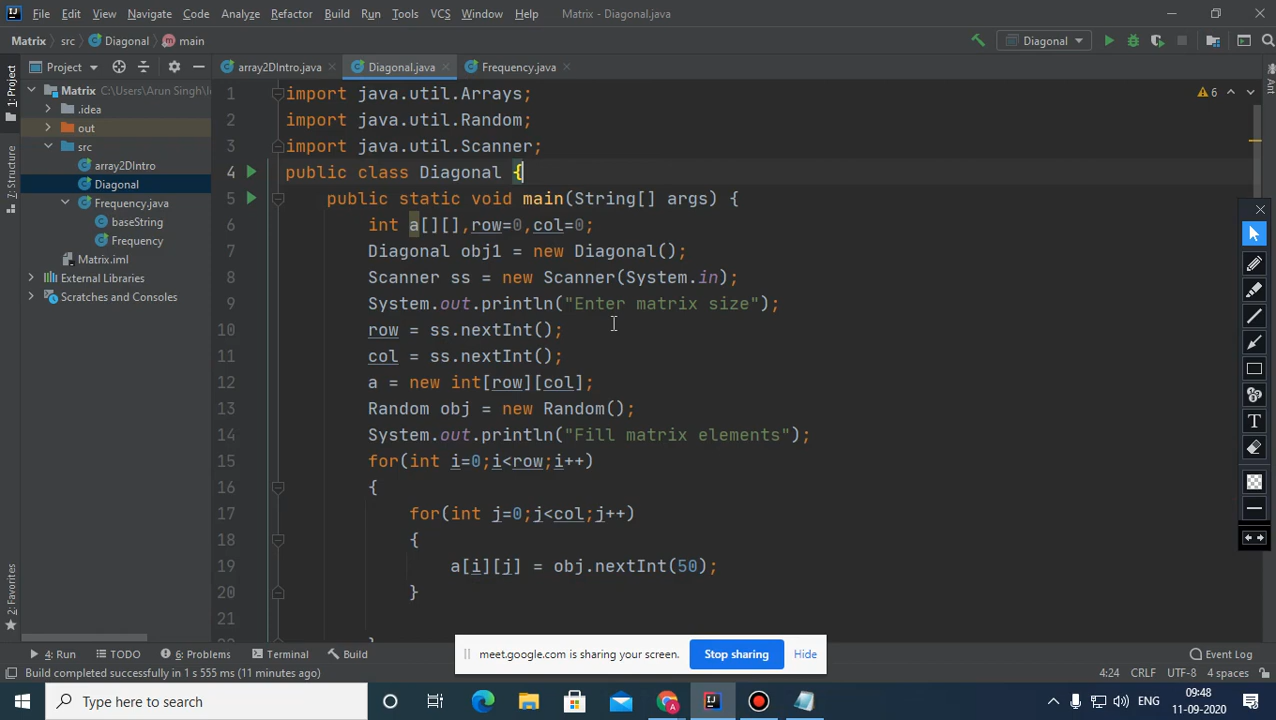 File Edit View Navigate Code Analyze Refactor Build Run Tools VCS Window Help Matrix - Diagonal.java
Matrix src Diagonal main Diagonal
Project array2DIntro.java Diagonal.java Frequency.java
1: Project
Z: Structure
2: Favorites
Ant
Matrix
.idea
out
src
array2DIntro
Diagonal
Frequency.java
baseString
Frequency
Matrix.iml
External Libraries
Scratches and Consoles
6
1 import java.util.Arrays;
2 import java.util.Random;
3 import java.util.Scanner;
4 public class Diagonal {
5 public static void main(String[] args) {
6 int a[][],row=0,col=0;
7 Diagonal obj1 = new Diagonal();
8 Scanner ss = new Scanner(System.in);
9 System.out.println("Enter matrix size");
10 row = ss.nextInt();
11 col = ss.nextInt();
12 a = new int[row][col];
13 Random obj = new Random();
14 System.out.println("Fill matrix elements");
15 for(int i=0;i<row;i++)
16 {
17 for(int j=0;j<col;j++)
18 {
19 a[i][j] = obj.nextInt(50);
20 }
21
T
meet.google.com is sharing your screen. Stop sharing Hide
4: Run TODO 6: Problems Terminal Build Event Log
Build completed successfully in 1 s 555 ms (11 minutes ago) 4:24 CRLF UTF-8 4 spaces
Type here to search ENG 09:48
11-09-2020